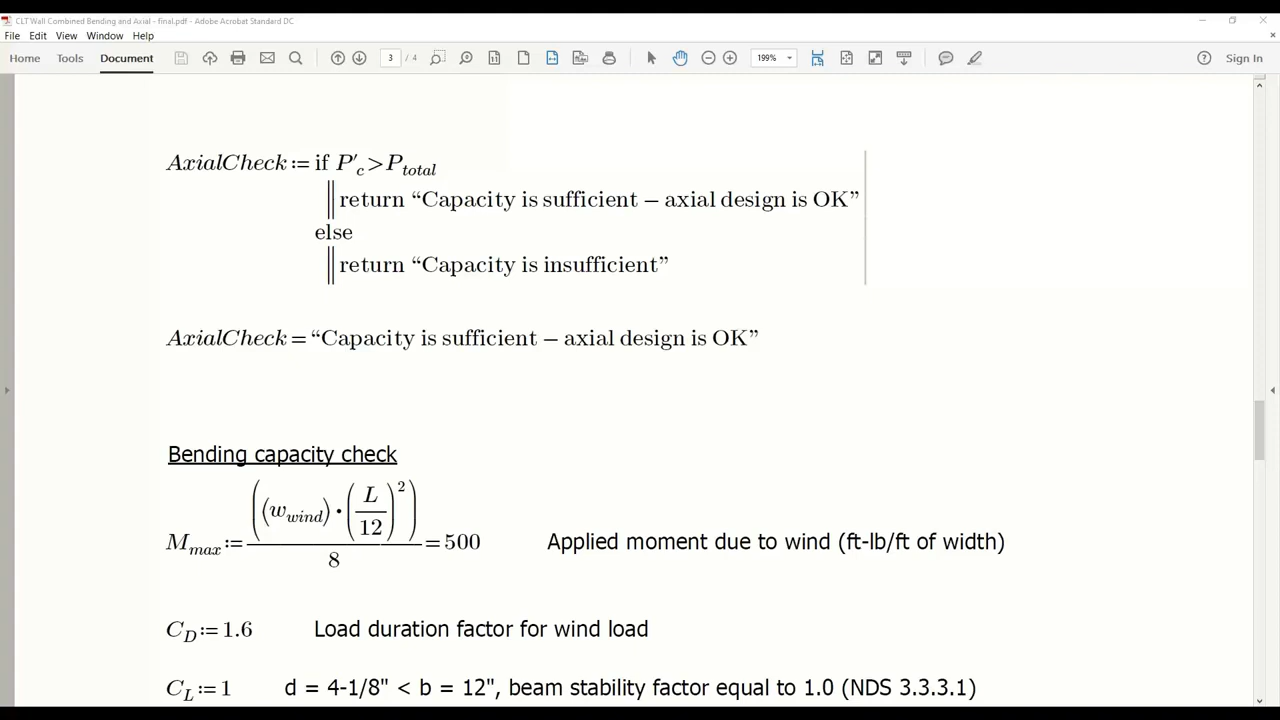 CLT Wall Combined Bending and Axial - final.pdf - Adobe Acrobat Standard DC
File Edit View Window Help
Home Tools Document 3 / 4 199% Sign In
AxialCheck := if P'c > Ptotal
return “Capacity is sufficient – axial design is OK”
else
return “Capacity is insufficient”
AxialCheck = “Capacity is sufficient – axial design is OK”
Bending capacity check
Mmax := ((wwind) · (L/12)²)/8 = 500 Applied moment due to wind (ft-lb/ft of width)
CD := 1.6 Load duration factor for wind load
CL := 1 d = 4-1/8" < b = 12", beam stability factor equal to 1.0 (NDS 3.3.3.1)